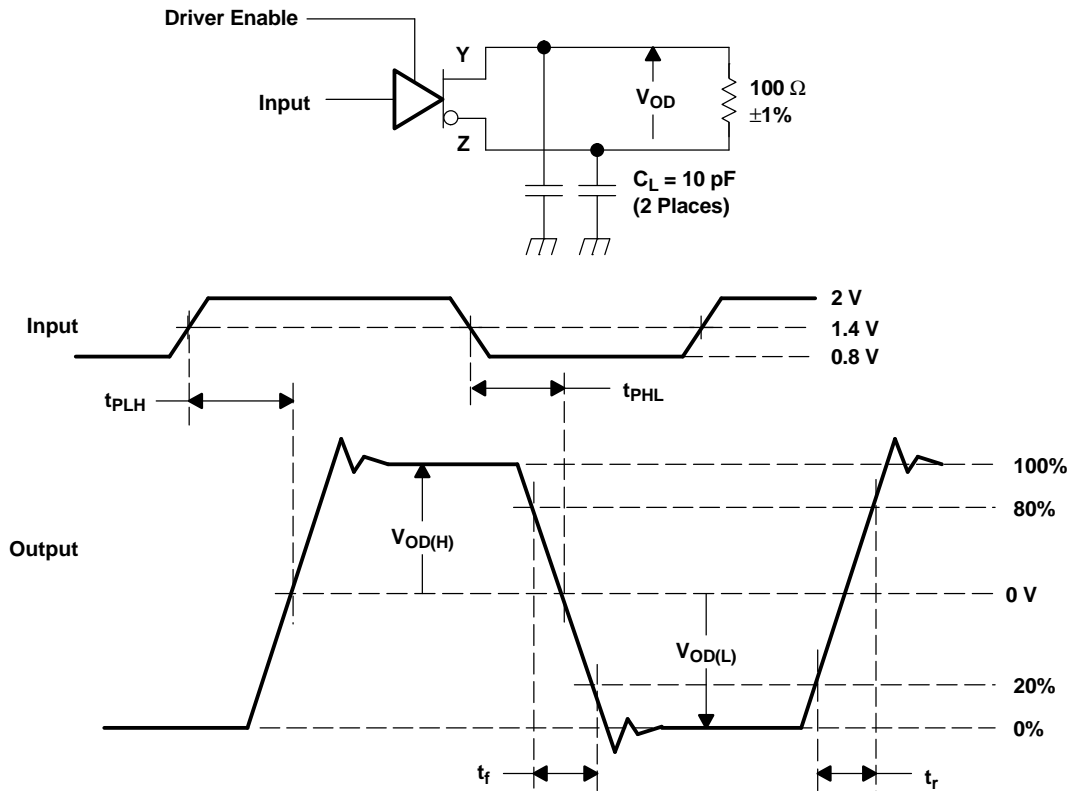 Driver Enable
Y
Input
Z
V_OD
100 Ω
±1%
C_L = 10 pF
(2 Places)
Input
2 V
1.4 V
0.8 V
t_PLH
t_PHL
100%
80%
Output
V_OD(H)
0 V
V_OD(L)
20%
0%
t_f
t_r